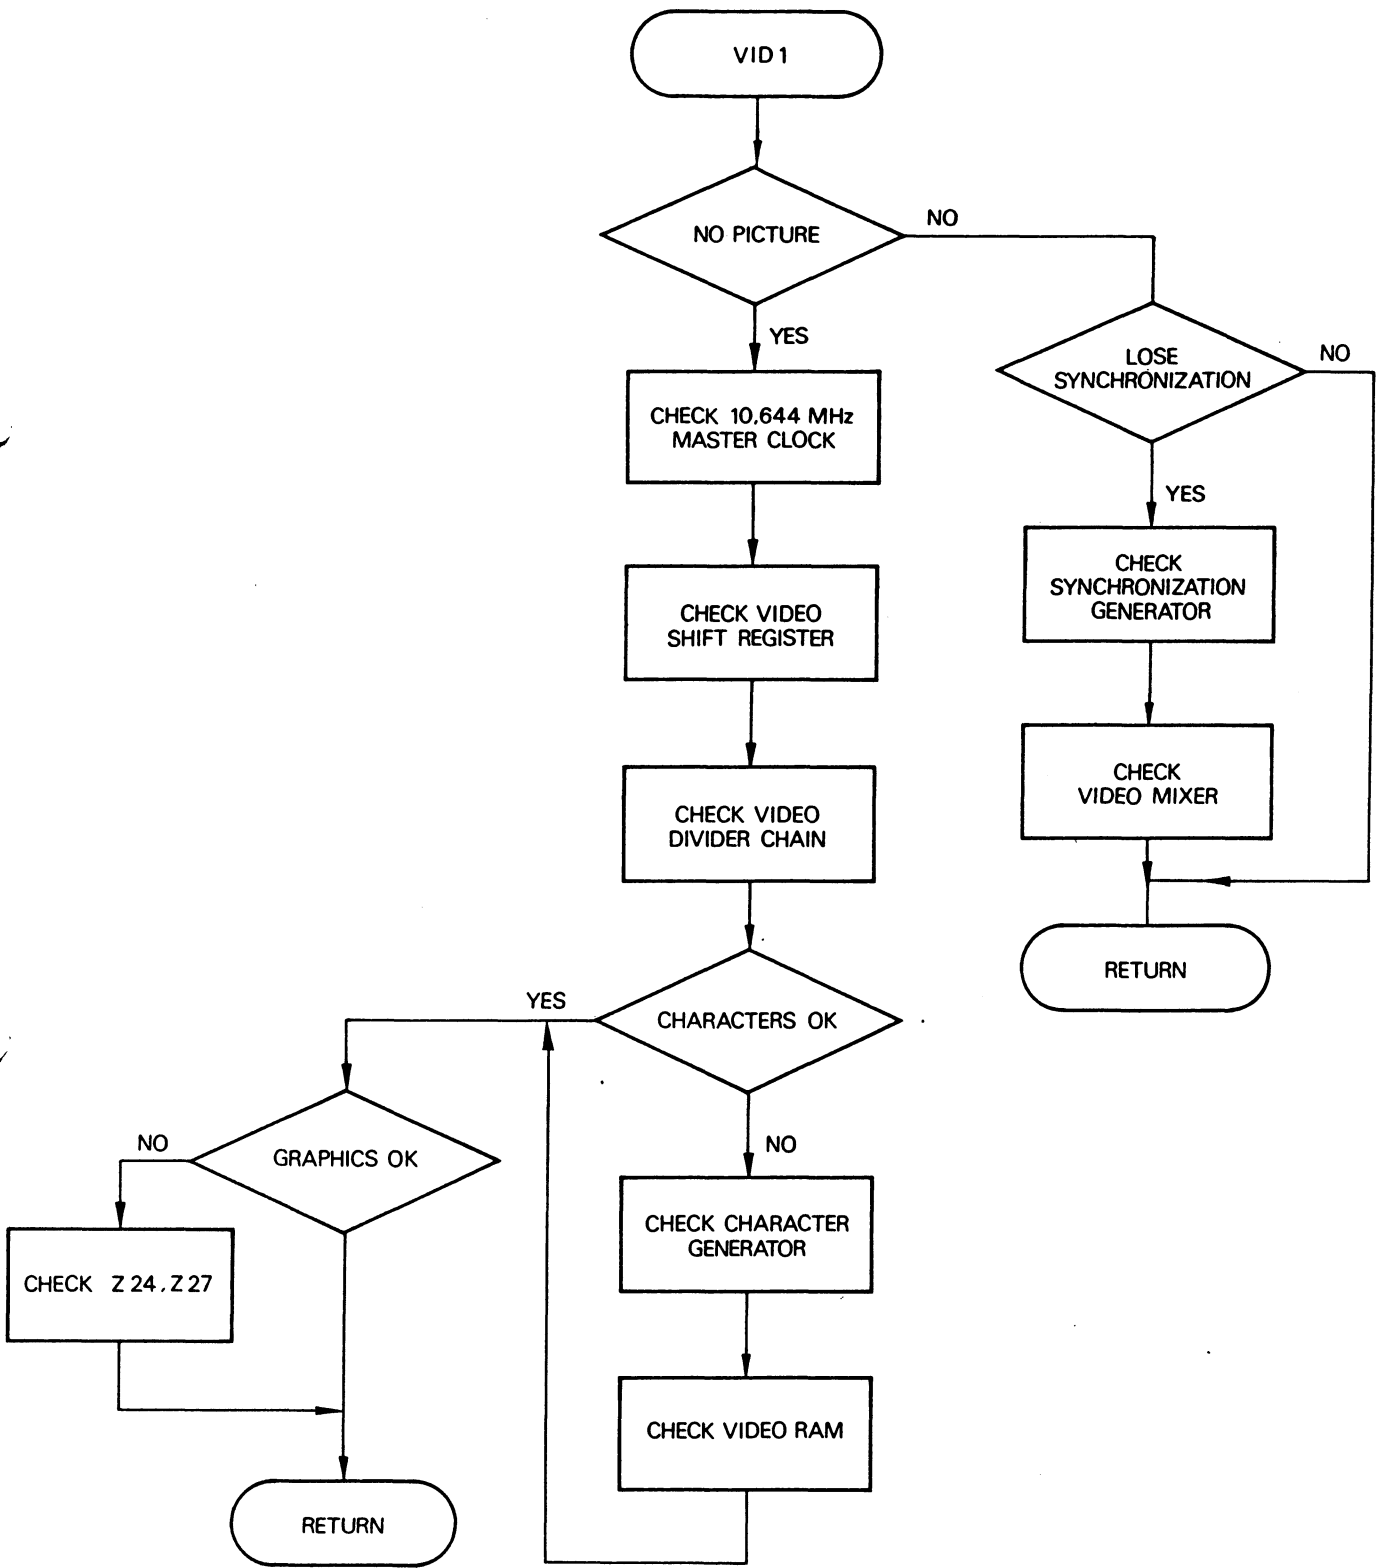 VID 1
NO PICTURE
NO
YES
LOSE
SYNCHRONIZATION
NO
CHECK 10,644 MHz
MASTER CLOCK
YES
CHECK VIDEO
SHIFT REGISTER
CHECK
SYNCHRONIZATION
GENERATOR
CHECK VIDEO
DIVIDER CHAIN
CHECK
VIDEO MIXER
RETURN
YES
CHARACTERS OK
NO
NO
GRAPHICS OK
CHECK Z 24, Z 27
CHECK CHARACTER
GENERATOR
CHECK VIDEO RAM
RETURN